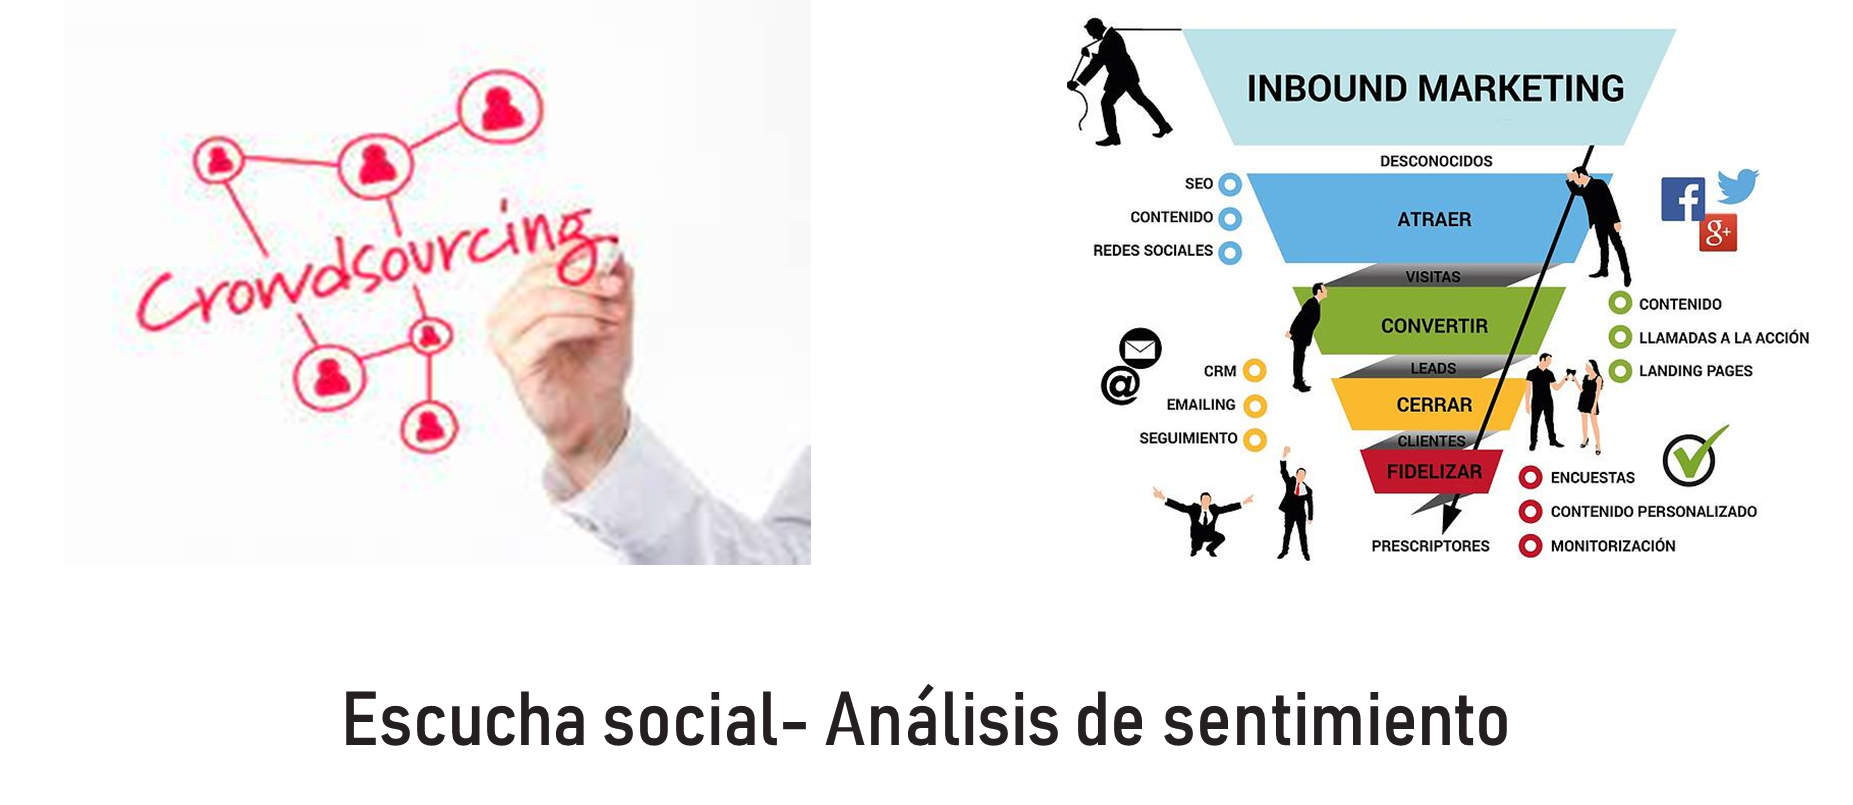 Crowdsourcing
INBOUND MARKETING
DESCONOCIDOS
SEO
CONTENIDO
REDES SOCIALES
ATRAER
f
g+
VISITAS
CONVERTIR
CONTENIDO
LLAMADAS A LA ACCIÓN
LANDING PAGES
LEADS
@
CRM
EMAILING
SEGUIMIENTO
CERRAR
CLIENTES
FIDELIZAR
ENCUESTAS
CONTENIDO PERSONALIZADO
MONITORIZACIÓN
PRESCRIPTORES
Escucha social- Análisis de sentimiento